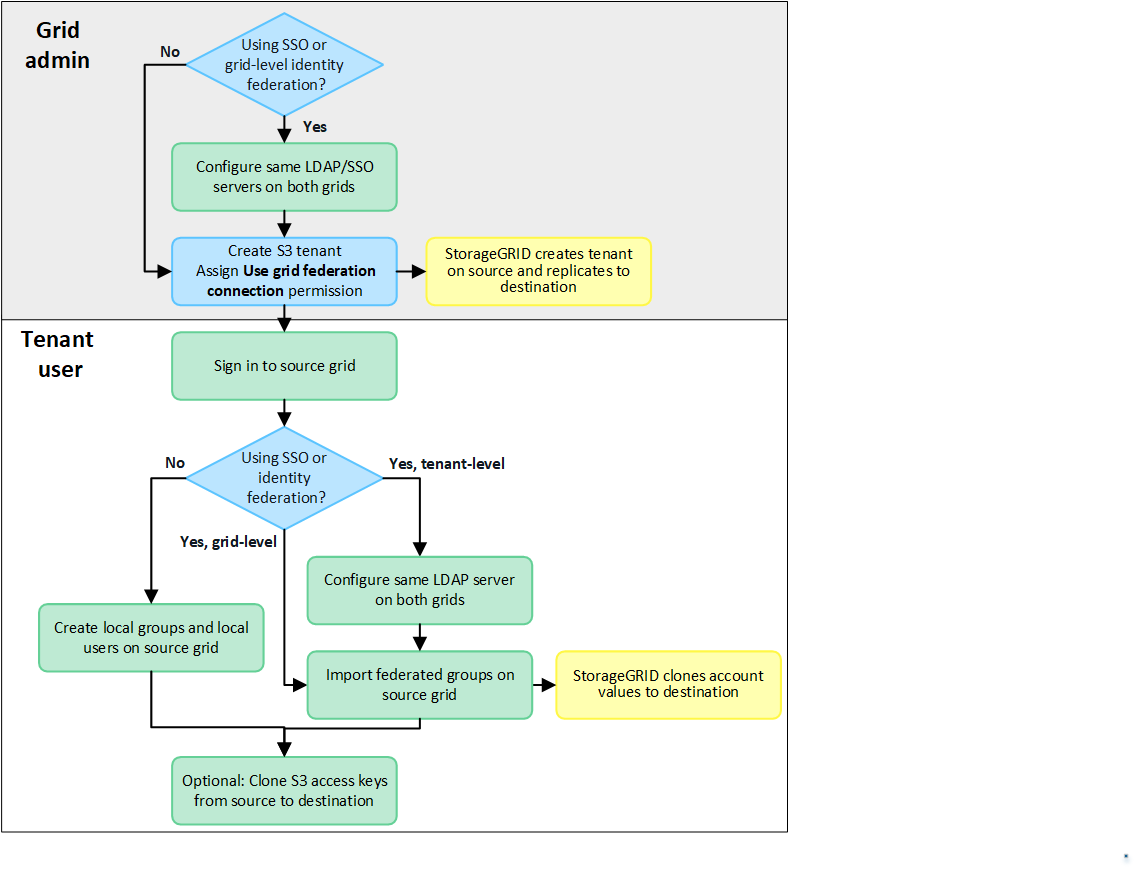 Grid
admin
No
Using SSO or
grid-level identity
federation?
Yes
Configure same LDAP/SSO
servers on both grids
Create S3 tenant
Assign Use grid federation
connection permission
StorageGRID creates tenant
on source and replicates to
destination
Tenant
user
Sign in to source grid
No
Using SSO or
identity
federation?
Yes, tenant-level
Yes, grid-level
Configure same LDAP server
on both grids
Create local groups and local
users on source grid
Import federated groups on
source grid
StorageGRID clones account
values to destination
Optional: Clone S3 access keys
from source to destination